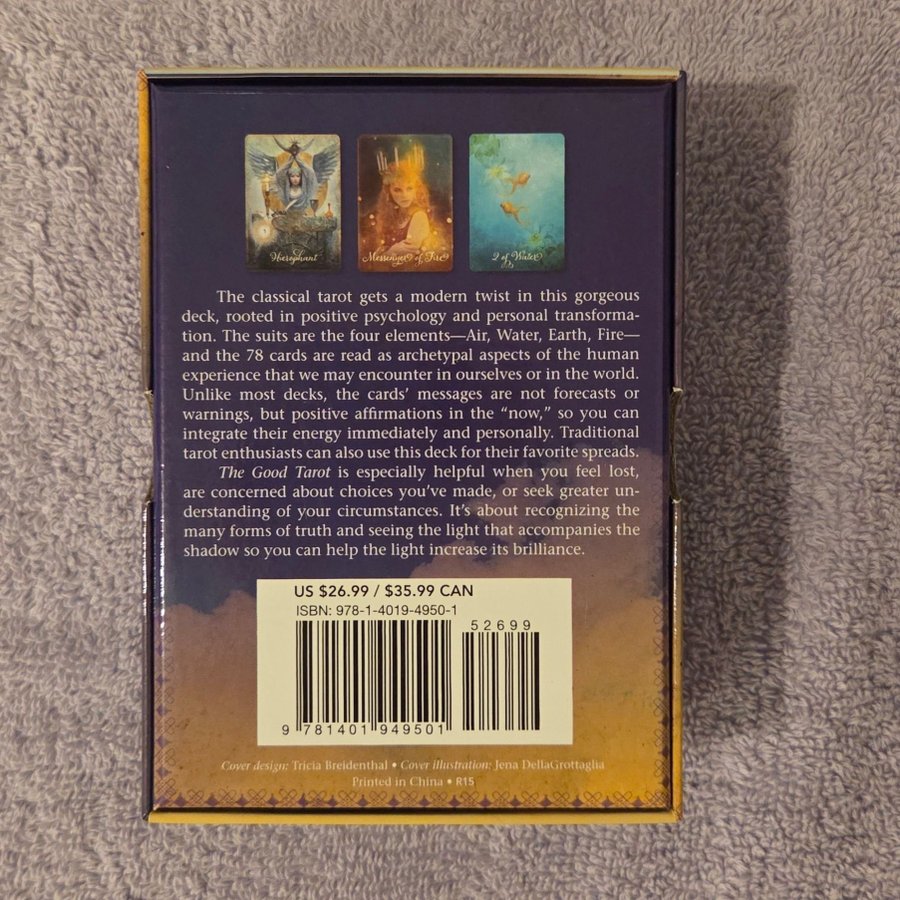 Hierophant
Messenger of Fire
2 of Water
The classical tarot gets a modern twist in this gorgeous
deck, rooted in positive psychology and personal transforma-
tion. The suits are the four elements—Air, Water, Earth, Fire—
and the 78 cards are read as archetypal aspects of the human
experience that we may encounter in ourselves or in the world.
Unlike most decks, the cards’ messages are not forecasts or
warnings, but positive affirmations in the “now,” so you can
integrate their energy immediately and personally. Traditional
tarot enthusiasts can also use this deck for their favorite spreads.
The Good Tarot is especially helpful when you feel lost,
are concerned about choices you’ve made, or seek greater un-
derstanding of your circumstances. It’s about recognizing the
many forms of truth and seeing the light that accompanies the
shadow so you can help the light increase its brilliance.
US $26.99 / $35.99 CAN
ISBN: 978-1-4019-4950-1
52699
9 781401 949501
Cover design: Tricia Breidenthal • Cover illustration: Jena DellaGrottaglia
Printed in China • R15